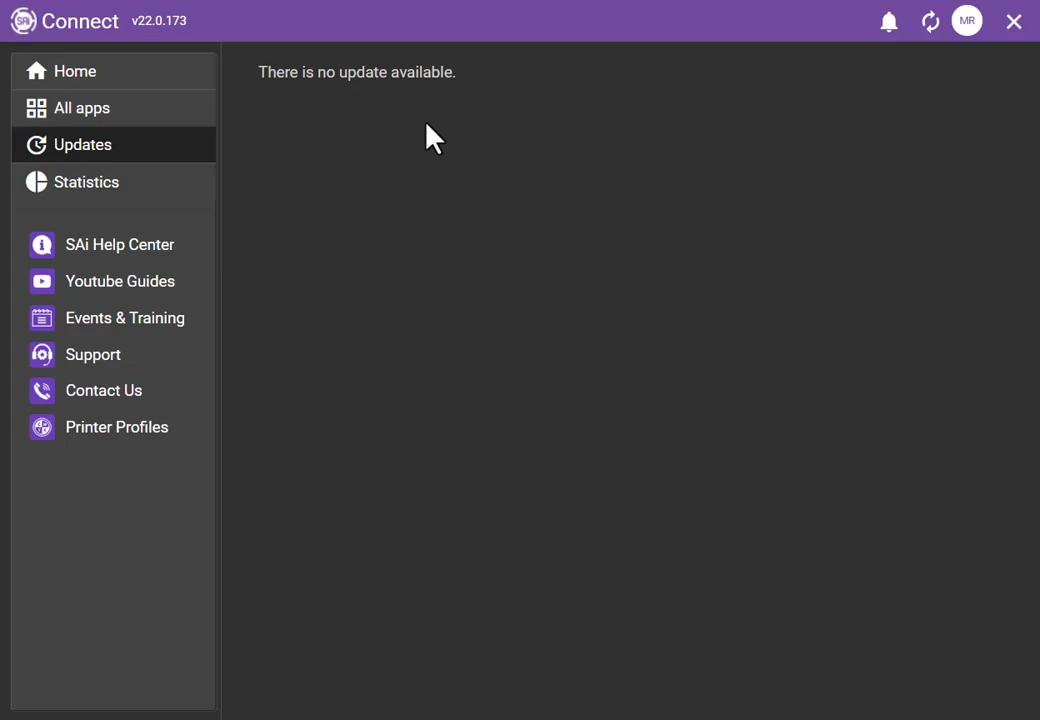 SAi Connect v22.0.173
MR
Home
All apps
Updates
Statistics
There is no update available.
SAi Help Center
Youtube Guides
Events & Training
Support
Contact Us
Printer Profiles